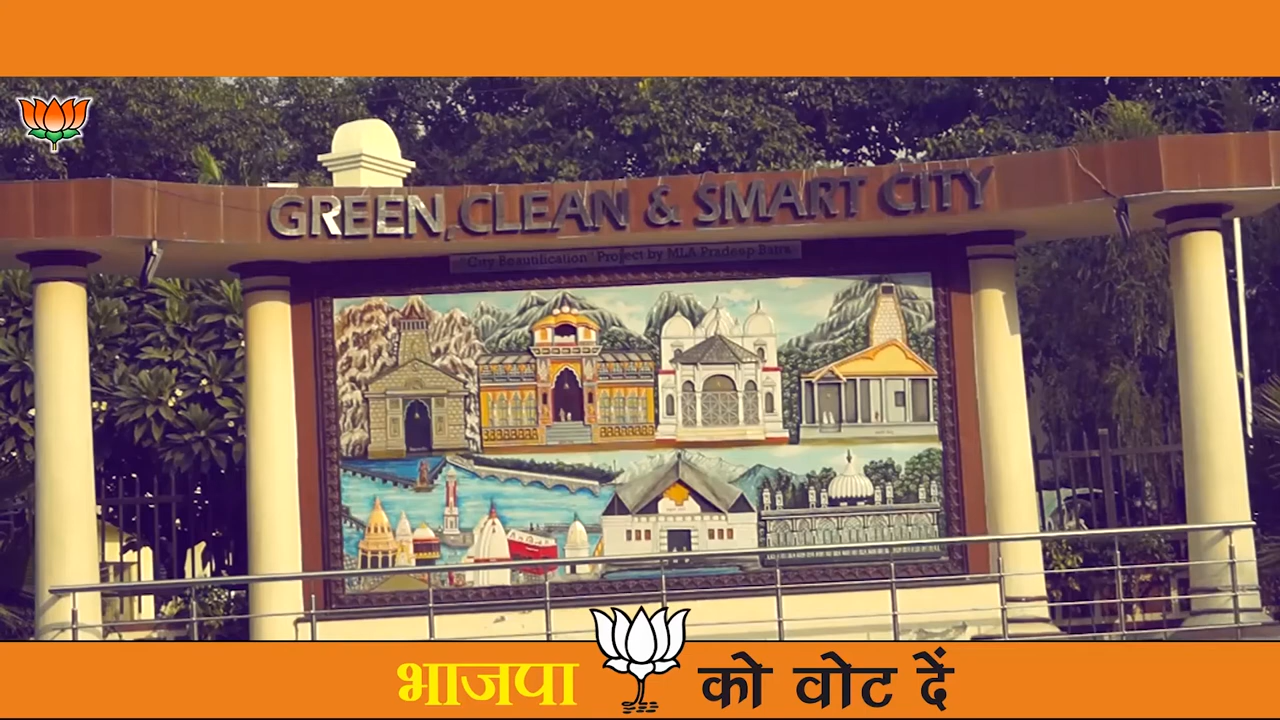 GREEN, CLEAN & SMART CITY
"City Beautification" Project by MLA Pradeep Batra
भाजपा को वोट दें